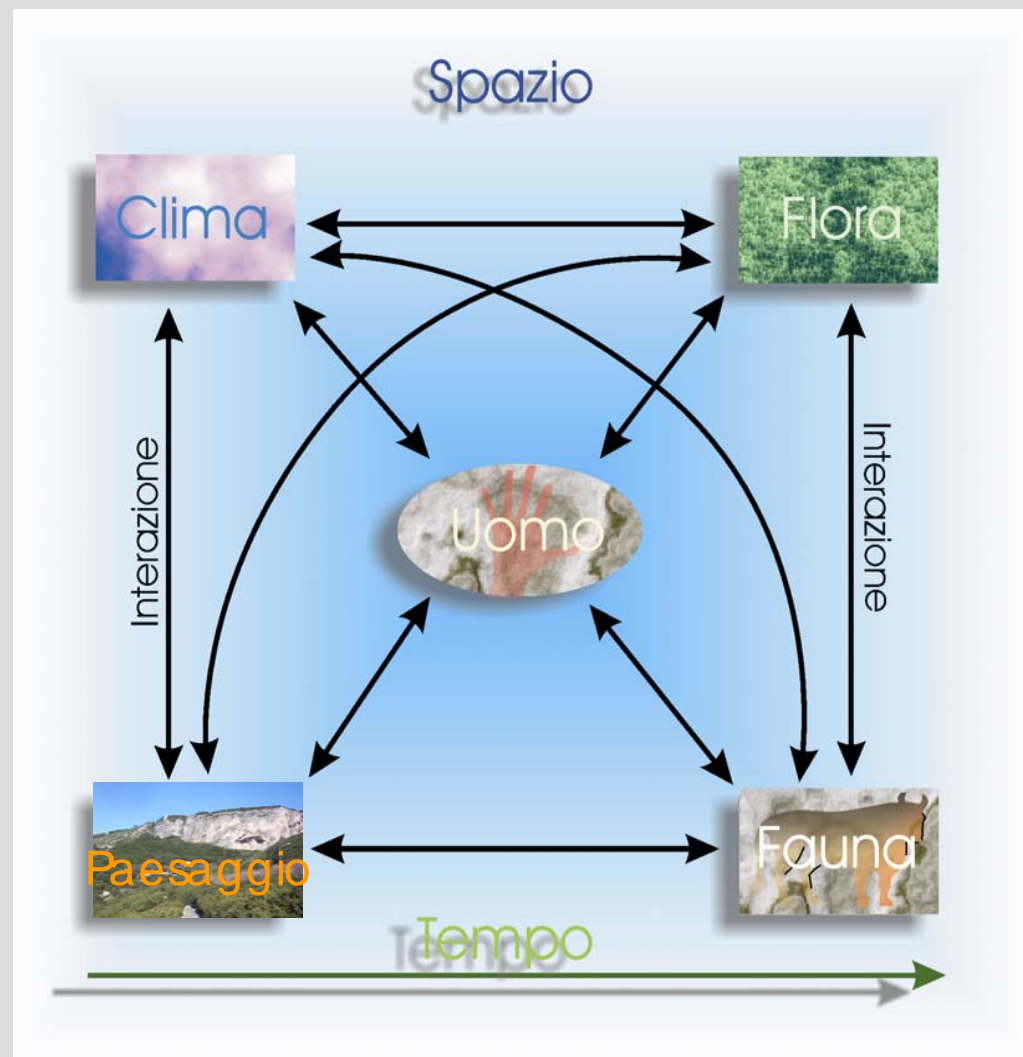 Spazio
Clima
Flora
Interazione
Interazione
Uomo
Paesaggio
Fauna
Tempo